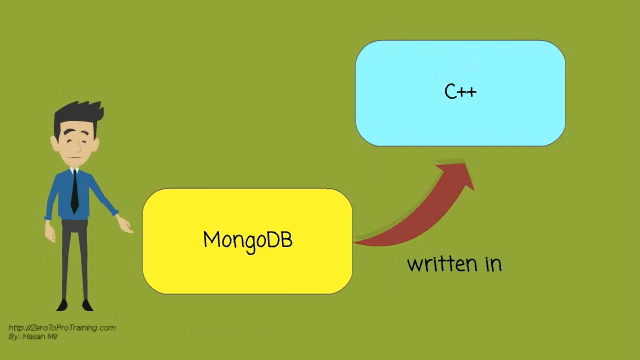 C++
MongoDB
written in
http://ZeroToProTraining.com
By: Hasan Mir